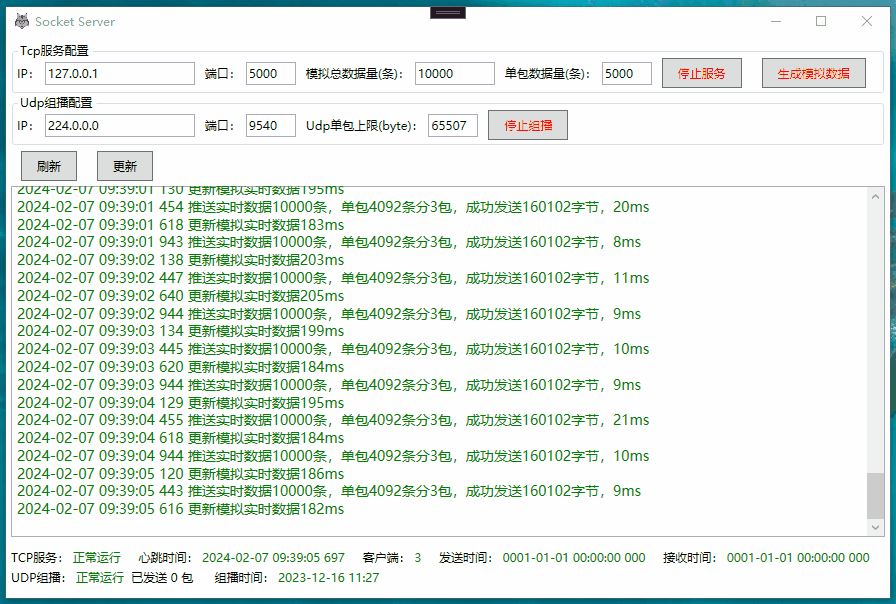 Socket Server
Tcp服务配置
IP： 127.0.0.1 端口： 5000 模拟总数据量(条)： 10000 单包数据量(条)： 5000 停止服务 生成模拟数据
Udp组播配置
IP： 224.0.0.0 端口： 9540 Udp单包上限(byte)： 65507 停止组播
刷新 更新
2024-02-07 09:39:01 130 更新模拟实时数据195ms
2024-02-07 09:39:01 454 推送实时数据10000条，单包4092条分3包，成功发送160102字节，20ms
2024-02-07 09:39:01 618 更新模拟实时数据183ms
2024-02-07 09:39:01 943 推送实时数据10000条，单包4092条分3包，成功发送160102字节，8ms
2024-02-07 09:39:02 138 更新模拟实时数据203ms
2024-02-07 09:39:02 447 推送实时数据10000条，单包4092条分3包，成功发送160102字节，11ms
2024-02-07 09:39:02 640 更新模拟实时数据205ms
2024-02-07 09:39:02 944 推送实时数据10000条，单包4092条分3包，成功发送160102字节，9ms
2024-02-07 09:39:03 134 更新模拟实时数据199ms
2024-02-07 09:39:03 445 推送实时数据10000条，单包4092条分3包，成功发送160102字节，10ms
2024-02-07 09:39:03 620 更新模拟实时数据184ms
2024-02-07 09:39:03 944 推送实时数据10000条，单包4092条分3包，成功发送160102字节，9ms
2024-02-07 09:39:04 129 更新模拟实时数据195ms
2024-02-07 09:39:04 455 推送实时数据10000条，单包4092条分3包，成功发送160102字节，21ms
2024-02-07 09:39:04 618 更新模拟实时数据184ms
2024-02-07 09:39:04 944 推送实时数据10000条，单包4092条分3包，成功发送160102字节，10ms
2024-02-07 09:39:05 120 更新模拟实时数据186ms
2024-02-07 09:39:05 443 推送实时数据10000条，单包4092条分3包，成功发送160102字节，9ms
2024-02-07 09:39:05 616 更新模拟实时数据182ms
TCP服务： 正常运行 心跳时间： 2024-02-07 09:39:05 697 客户端： 3 发送时间： 0001-01-01 00:00:00 000 接收时间： 0001-01-01 00:00:00 000
UDP组播： 正常运行 已发送 0 包 组播时间： 2023-12-16 11:27